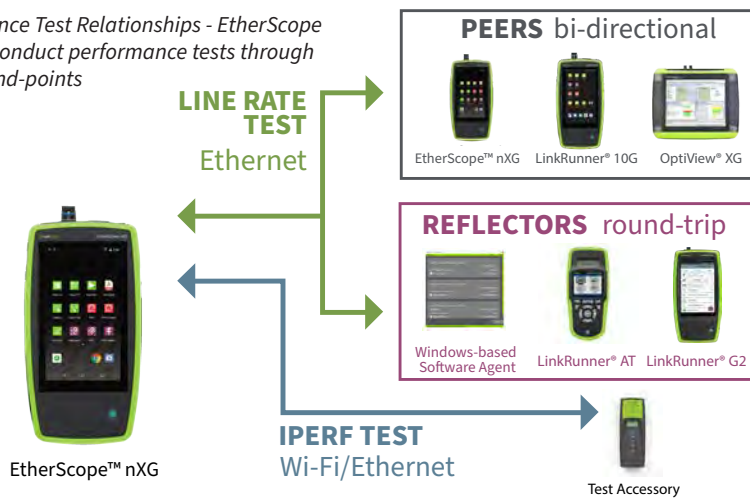 nce Test Relationships - EtherScope
onduct performance tests through
nd-points
LINE RATE
TEST
Ethernet
PEERS bi-directional
EtherScope™ nXG
LinkRunner® 10G
OptiView® XG
REFLECTORS round-trip
Windows-based
Software Agent
LinkRunner® AT
LinkRunner® G2
EtherScope™ nXG
IPERF TEST
Wi-Fi/Ethernet
Test Accessory